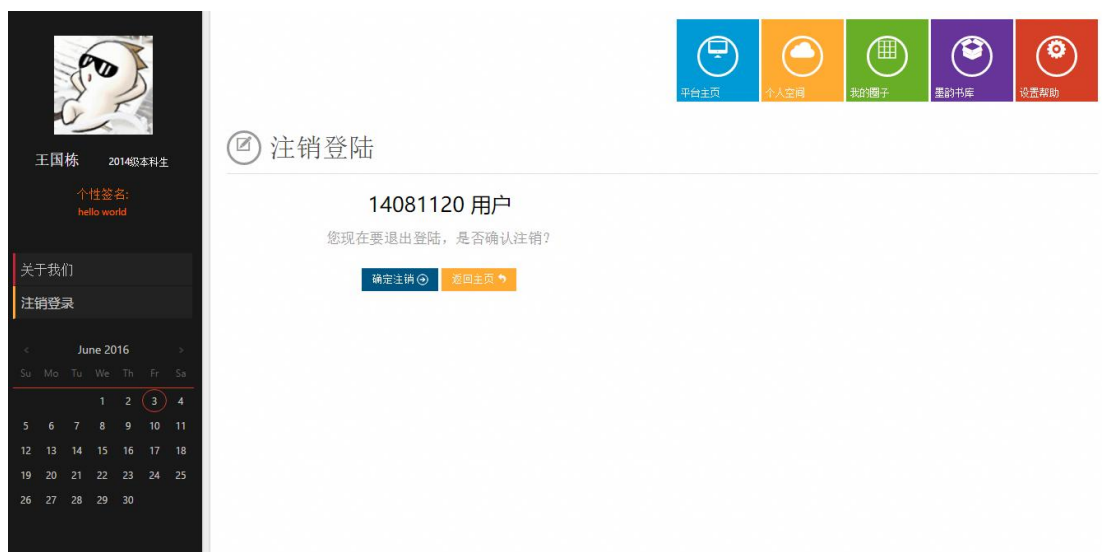 平台主页
个人空间
我的圈子
墨韵书库
设置帮助
王国栋 2014级本科生
个性签名:
hello world
关于我们
注销登录
< June 2016 >
Su Mo Tu We Th Fr Sa
1 2 3 4
5 6 7 8 9 10 11
12 13 14 15 16 17 18
19 20 21 22 23 24 25
26 27 28 29 30
注销登陆
14081120 用户
您现在要退出登陆，是否确认注销?
确定注销
返回主页